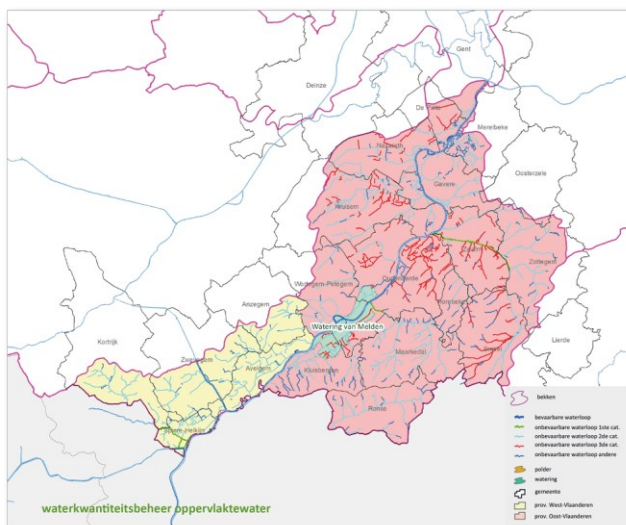 Gent
Deinze
De Pinte
Merelbeke
Nazareth
Oosterzele
Gavere
Kruisem
Zwalm
Zottegem
Oudenaarde
Wortegem-Petegem
Anzegem
Horebeke
Watering van Melden
Kortrijk
Lierde
Brakel
Zwevegem
Maarkedal
Avelgem
Kluisbergen
Ronse
Spiere-Helkijn
bekken
bevaarbare waterloop
onbevaarbare waterloop 1ste cat.
onbevaarbare waterloop 2de cat.
onbevaarbare waterloop 3de cat.
onbevaarbare waterloop andere
polder
watering
gemeente
prov. West-Vlaanderen
prov. Oost-Vlaanderen
waterkwantiteitsbeheer oppervlaktewater